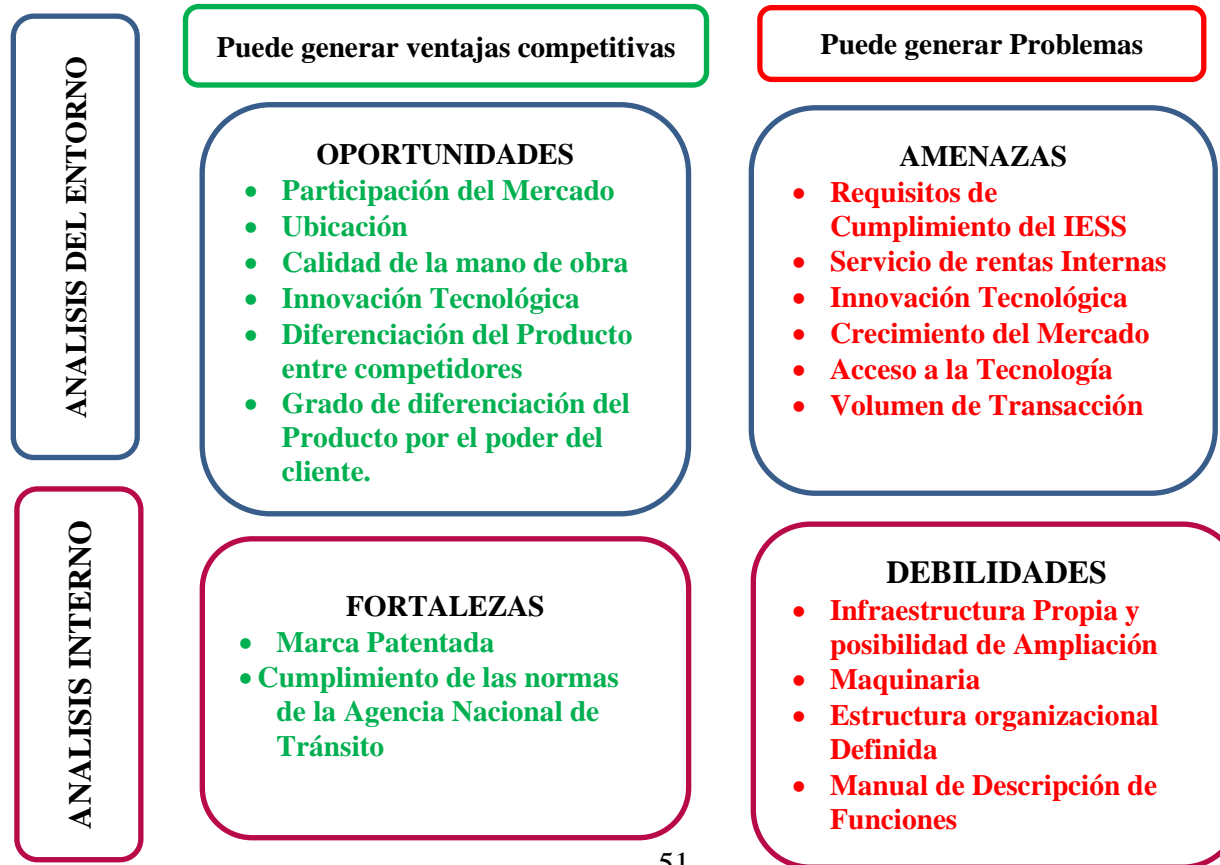 Puede generar ventajas competitivas
Puede generar Problemas
ANALISIS DEL ENTORNO
OPORTUNIDADES
• Participación del Mercado
• Ubicación
• Calidad de la mano de obra
• Innovación Tecnológica
• Diferenciación del Producto
entre competidores
• Grado de diferenciación del
Producto por el poder del
cliente.
AMENAZAS
• Requisitos de
Cumplimiento del IESS
• Servicio de rentas Internas
• Innovación Tecnológica
• Crecimiento del Mercado
• Acceso a la Tecnología
• Volumen de Transacción
ANALISIS INTERNO
FORTALEZAS
• Marca Patentada
• Cumplimiento de las normas
de la Agencia Nacional de
Tránsito
DEBILIDADES
• Infraestructura Propia y
posibilidad de Ampliación
• Maquinaria
• Estructura organizacional
Definida
• Manual de Descripción de
Funciones
51